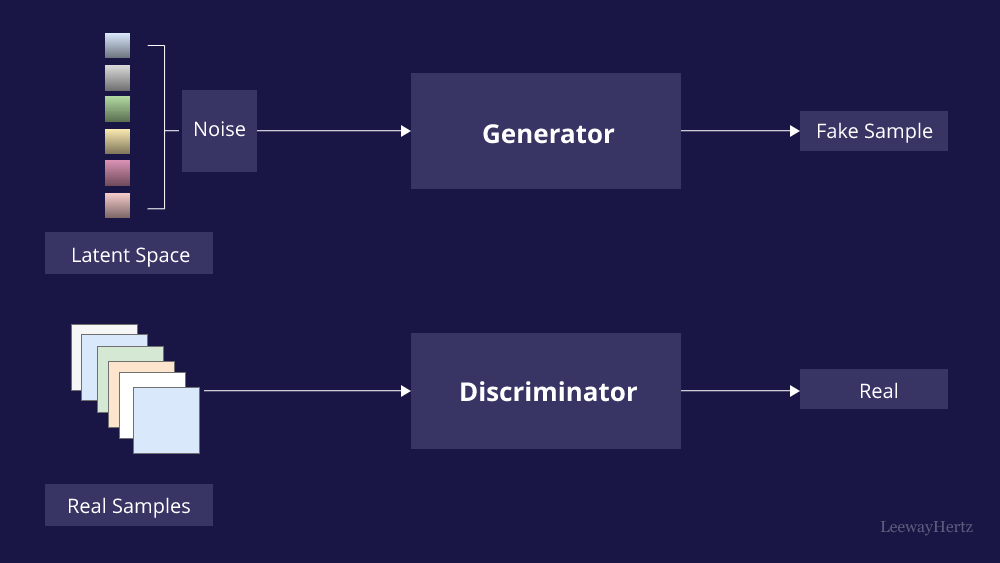 Noise
Generator
Fake Sample
Latent Space
Discriminator
Real
Real Samples
LeewayHertz